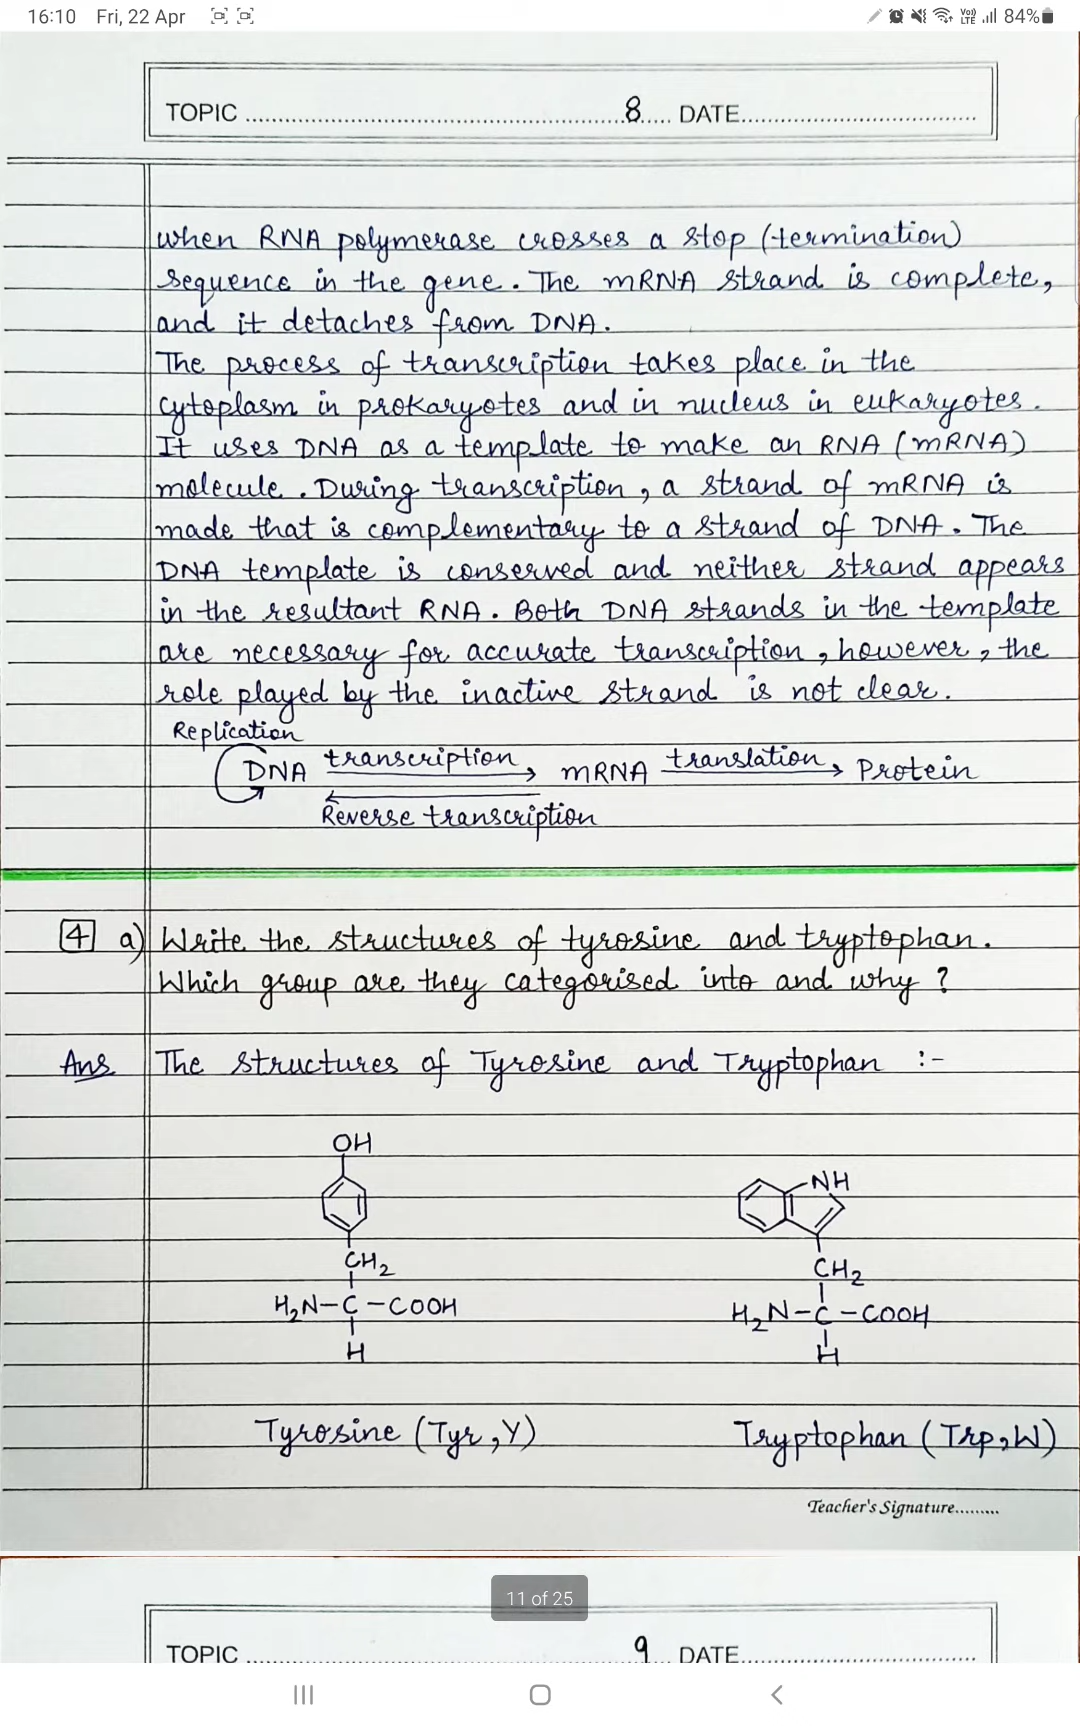 16:10 Fri, 22 Apr 84%
TOPIC 8 DATE
when RNA polymerase crosses a stop (termination)
sequence in the gene. The mRNA strand is complete,
and it detaches from DNA.
The process of transcription takes place in the
cytoplasm in prokaryotes and in nucleus in eukaryotes.
It uses DNA as a template to make an RNA (mRNA)
molecule. During transcription, a strand of mRNA is
made that is complementary to a strand of DNA. The
DNA template is conserved and neither strand appears
in the resultant RNA. Both DNA strands in the template
are necessary for accurate transcription, however, the
role played by the inactive strand is not clear.
Replication
DNA transcription → mRNA translation → Protein
← Reverse transcription
4 a) Write the structures of tyrosine and tryptophan.
Which group are they categorised into and why ?
Ans The structures of Tyrosine and Tryptophan :-
OH
NH
CH₂ CH₂
H₂N-C-COOH H₂N-C-COOH
H H
Tyrosine (Tyr, Y) Tryptophan (Trp, W)
Teacher's Signature.........
11 of 25
TOPIC 9 DATE